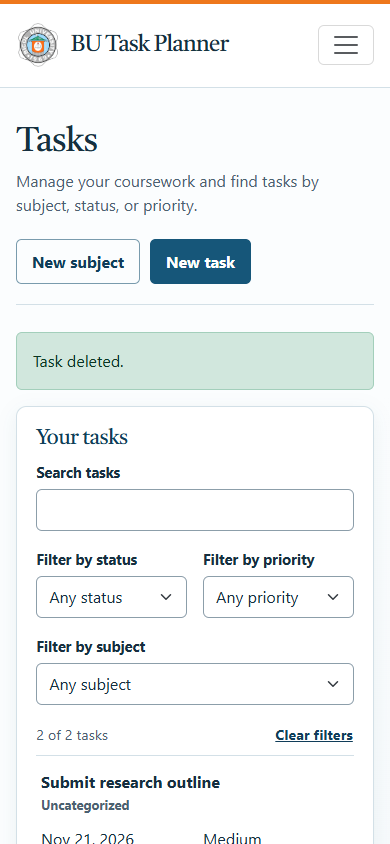 BU Task Planner
Tasks
Manage your coursework and find tasks by
subject, status, or priority.
New subject
New task
Task deleted.
Your tasks
Search tasks
Filter by status
Filter by priority
Any status
Any priority
Filter by subject
Any subject
2 of 2 tasks
Clear filters
Submit research outline
Uncategorized
Nov 21, 2026
Medium